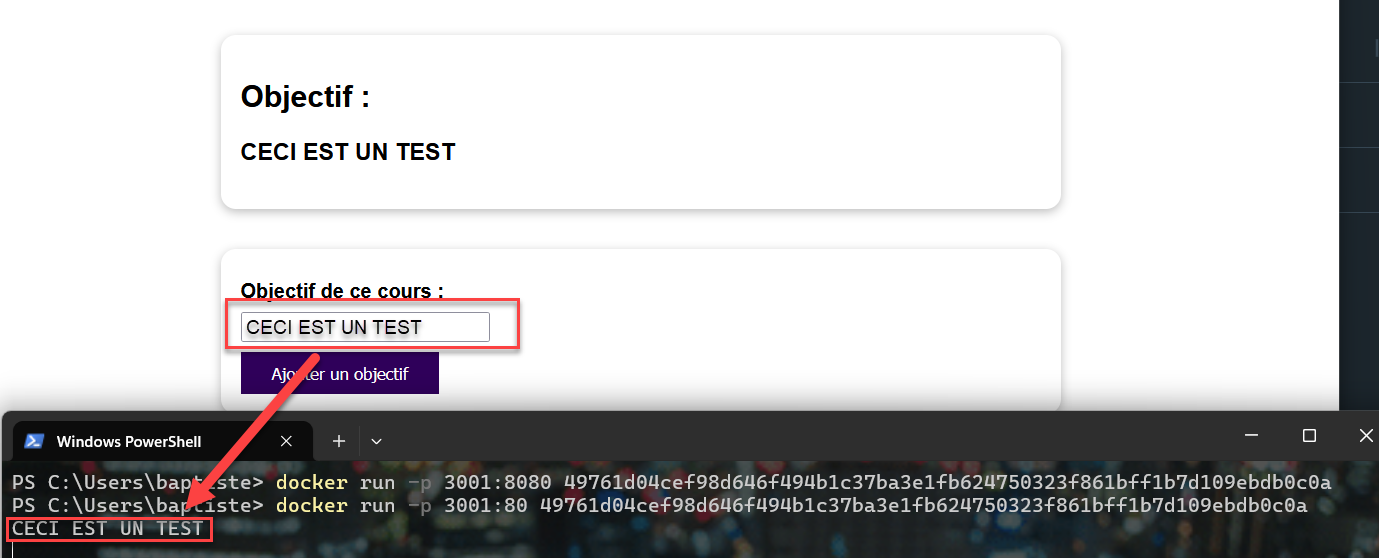 Objectif :
CECI EST UN TEST
Objectif de ce cours :
CECI EST UN TEST
Ajouter un objectif
Windows PowerShell
PS C:\Users\baptiste> docker run -p 3001:8080 49761d04cef98d646f494b1c37ba3e1fb624750323f861bff1b7d109ebdb0c0a
PS C:\Users\baptiste> docker run -p 3001:80 49761d04cef98d646f494b1c37ba3e1fb624750323f861bff1b7d109ebdb0c0a
CECI EST UN TEST